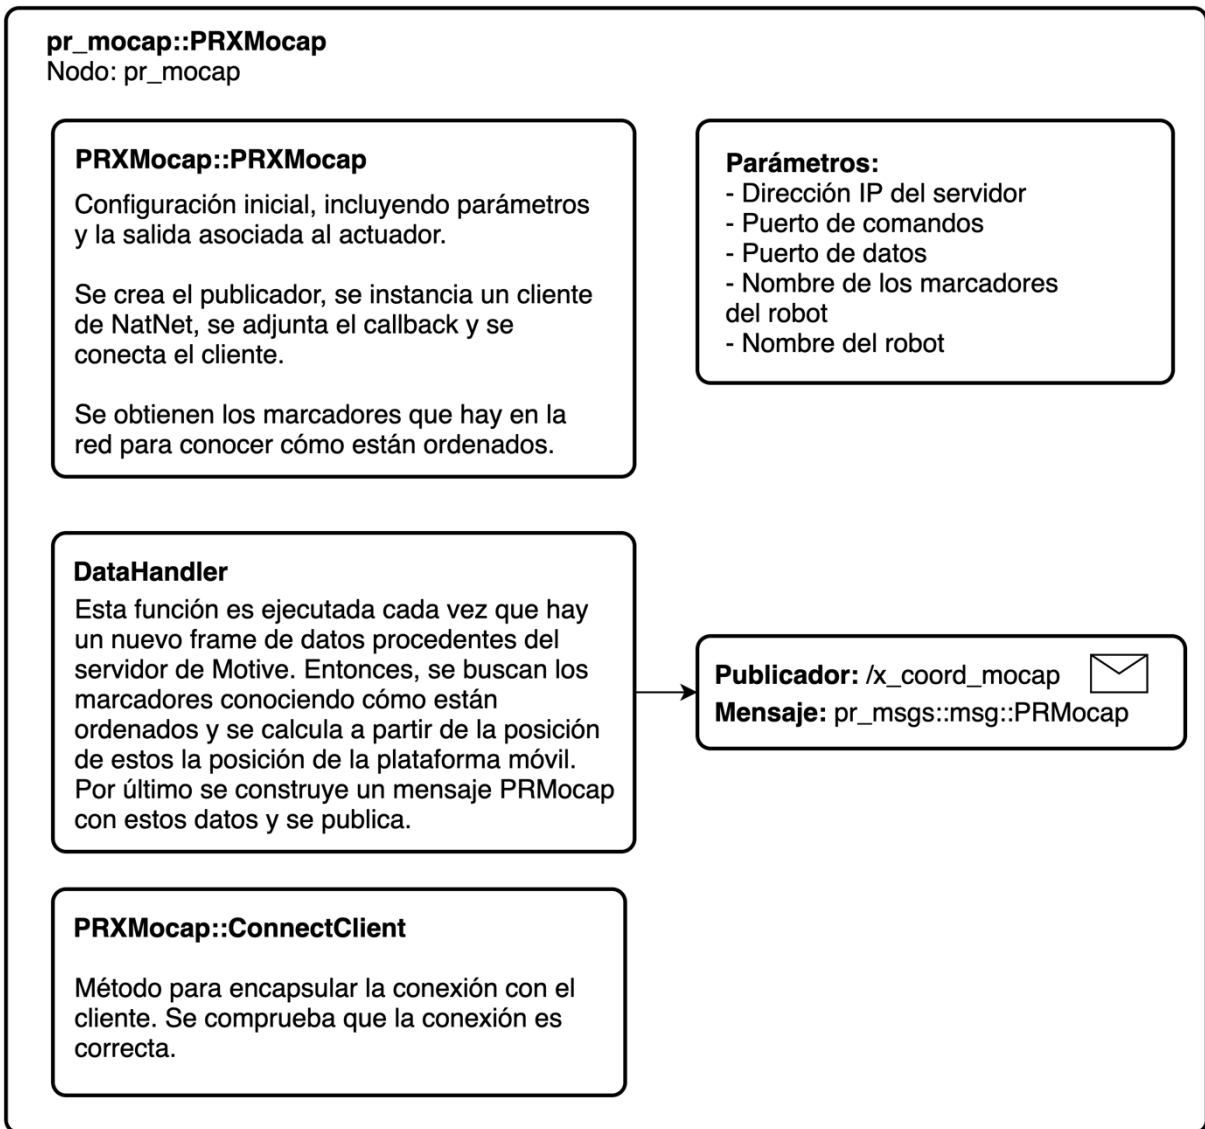 pr_mocap::PRXMocap
Nodo: pr_mocap
PRXMocap::PRXMocap
Configuración inicial, incluyendo parámetros
y la salida asociada al actuador.
Se crea el publicador, se instancia un cliente
de NatNet, se adjunta el callback y se
conecta el cliente.
Se obtienen los marcadores que hay en la
red para conocer cómo están ordenados.
Parámetros:
- Dirección IP del servidor
- Puerto de comandos
- Puerto de datos
- Nombre de los marcadores
del robot
- Nombre del robot
DataHandler
Esta función es ejecutada cada vez que hay
un nuevo frame de datos procedentes del
servidor de Motive. Entonces, se buscan los
marcadores conociendo cómo están
ordenados y se calcula a partir de la posición
de estos la posición de la plataforma móvil.
Por último se construye un mensaje PRMocap
con estos datos y se publica.
Publicador: /x_coord_mocap
Mensaje: pr_msgs::msg::PRMocap
PRXMocap::ConnectClient
Método para encapsular la conexión con el
cliente. Se comprueba que la conexión es
correcta.